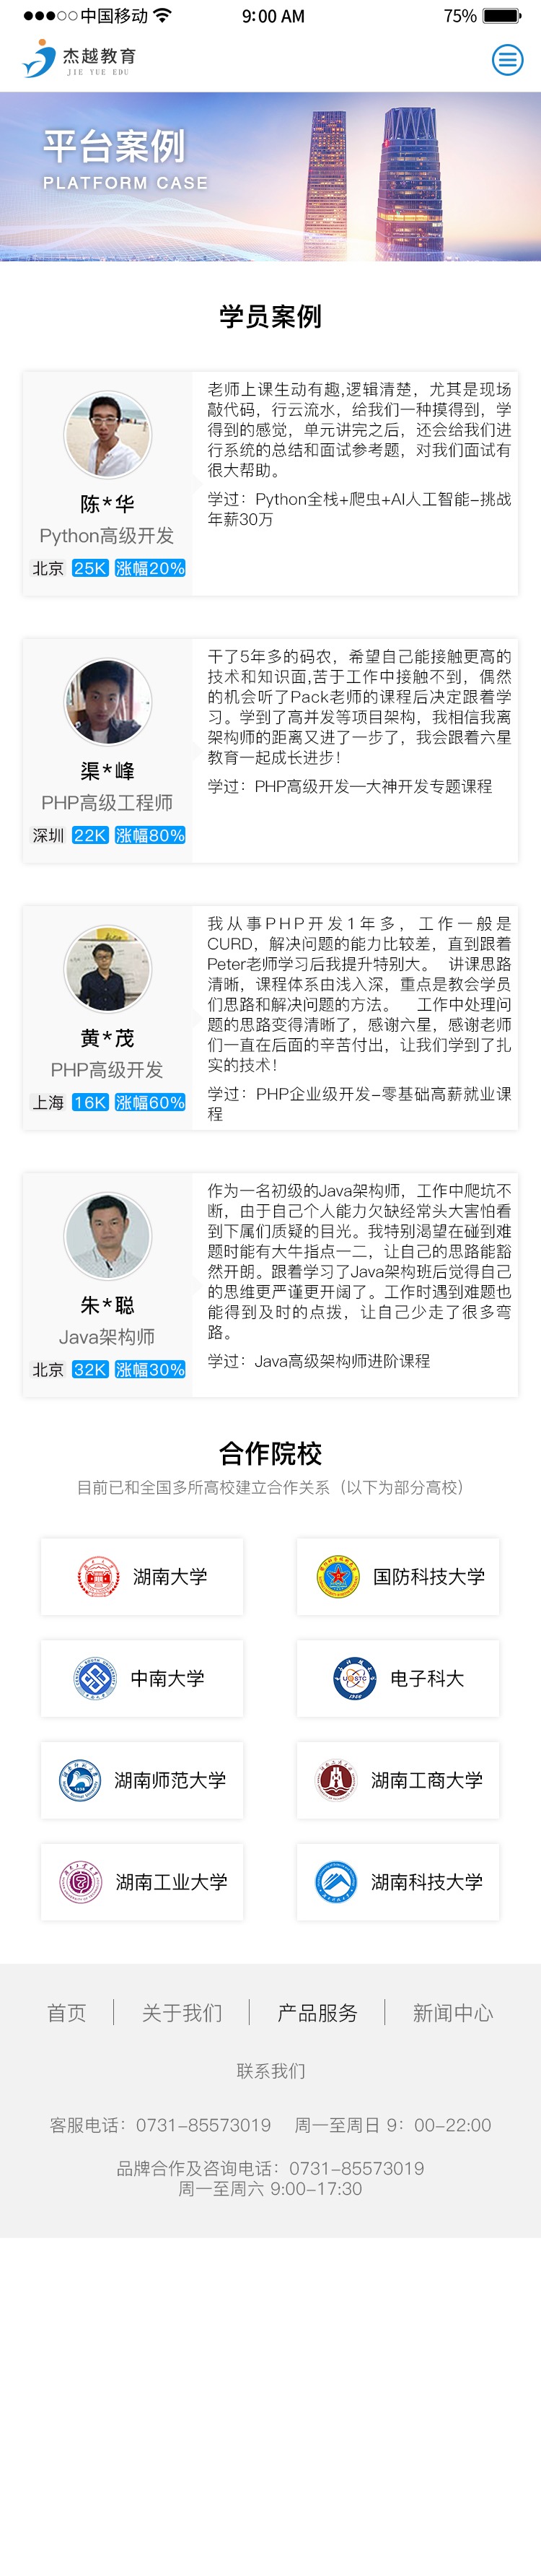 中国移动 9:00 AM 75%
杰越教育
JIE YUE EDU
平台案例
PLATFORM CASE
学员案例
陈*华
Python高级开发
北京 25K 涨幅20%
老师上课生动有趣,逻辑清楚，尤其是现场
敲代码，行云流水，给我们一种摸得到，学
得到的感觉，单元讲完之后，还会给我们进
行系统的总结和面试参考题，对我们面试有
很大帮助。
学过：Python全栈+爬虫+AI人工智能-挑战
年薪30万
渠*峰
PHP高级工程师
深圳 22K 涨幅80%
干了5年多的码农，希望自己能接触更高的
技术和知识面,苦于工作中接触不到，偶然
的机会听了Pack老师的课程后决定跟着学
习。学到了高并发等项目架构，我相信我离
架构师的距离又进了一步了，我会跟着六星
教育一起成长进步！
学过：PHP高级开发—大神开发专题课程
黄*茂
PHP高级开发
上海 16K 涨幅60%
我从事PHP开发1年多，工作一般是
CURD，解决问题的能力比较差，直到跟着
Peter老师学习后我提升特别大。 讲课思路
清晰，课程体系由浅入深，重点是教会学员
们思路和解决问题的方法。 工作中处理问
题的思路变得清晰了，感谢六星，感谢老师
们一直在后面的辛苦付出，让我们学到了扎
实的技术！
学过：PHP企业级开发-零基础高薪就业课
程
朱*聪
Java架构师
北京 32K 涨幅30%
作为一名初级的Java架构师，工作中爬坑不
断，由于自己个人能力欠缺经常头大害怕看
到下属们质疑的目光。我特别渴望在碰到难
题时能有大牛指点一二，让自己的思路能豁
然开朗。跟着学习了Java架构班后觉得自己
的思维更严谨更开阔了。工作时遇到难题也
能得到及时的点拨，让自己少走了很多弯
路。
学过：Java高级架构师进阶课程
合作院校
目前已和全国多所高校建立合作关系（以下为部分高校）
湖南大学 国防科技大学
中南大学 电子科大
湖南师范大学 湖南工商大学
湖南工业大学 湖南科技大学
首页 关于我们 产品服务 新闻中心
联系我们
客服电话：0731-85573019 周一至周日 9：00-22:00
品牌合作及咨询电话：0731-85573019
周一至周六 9:00-17:30